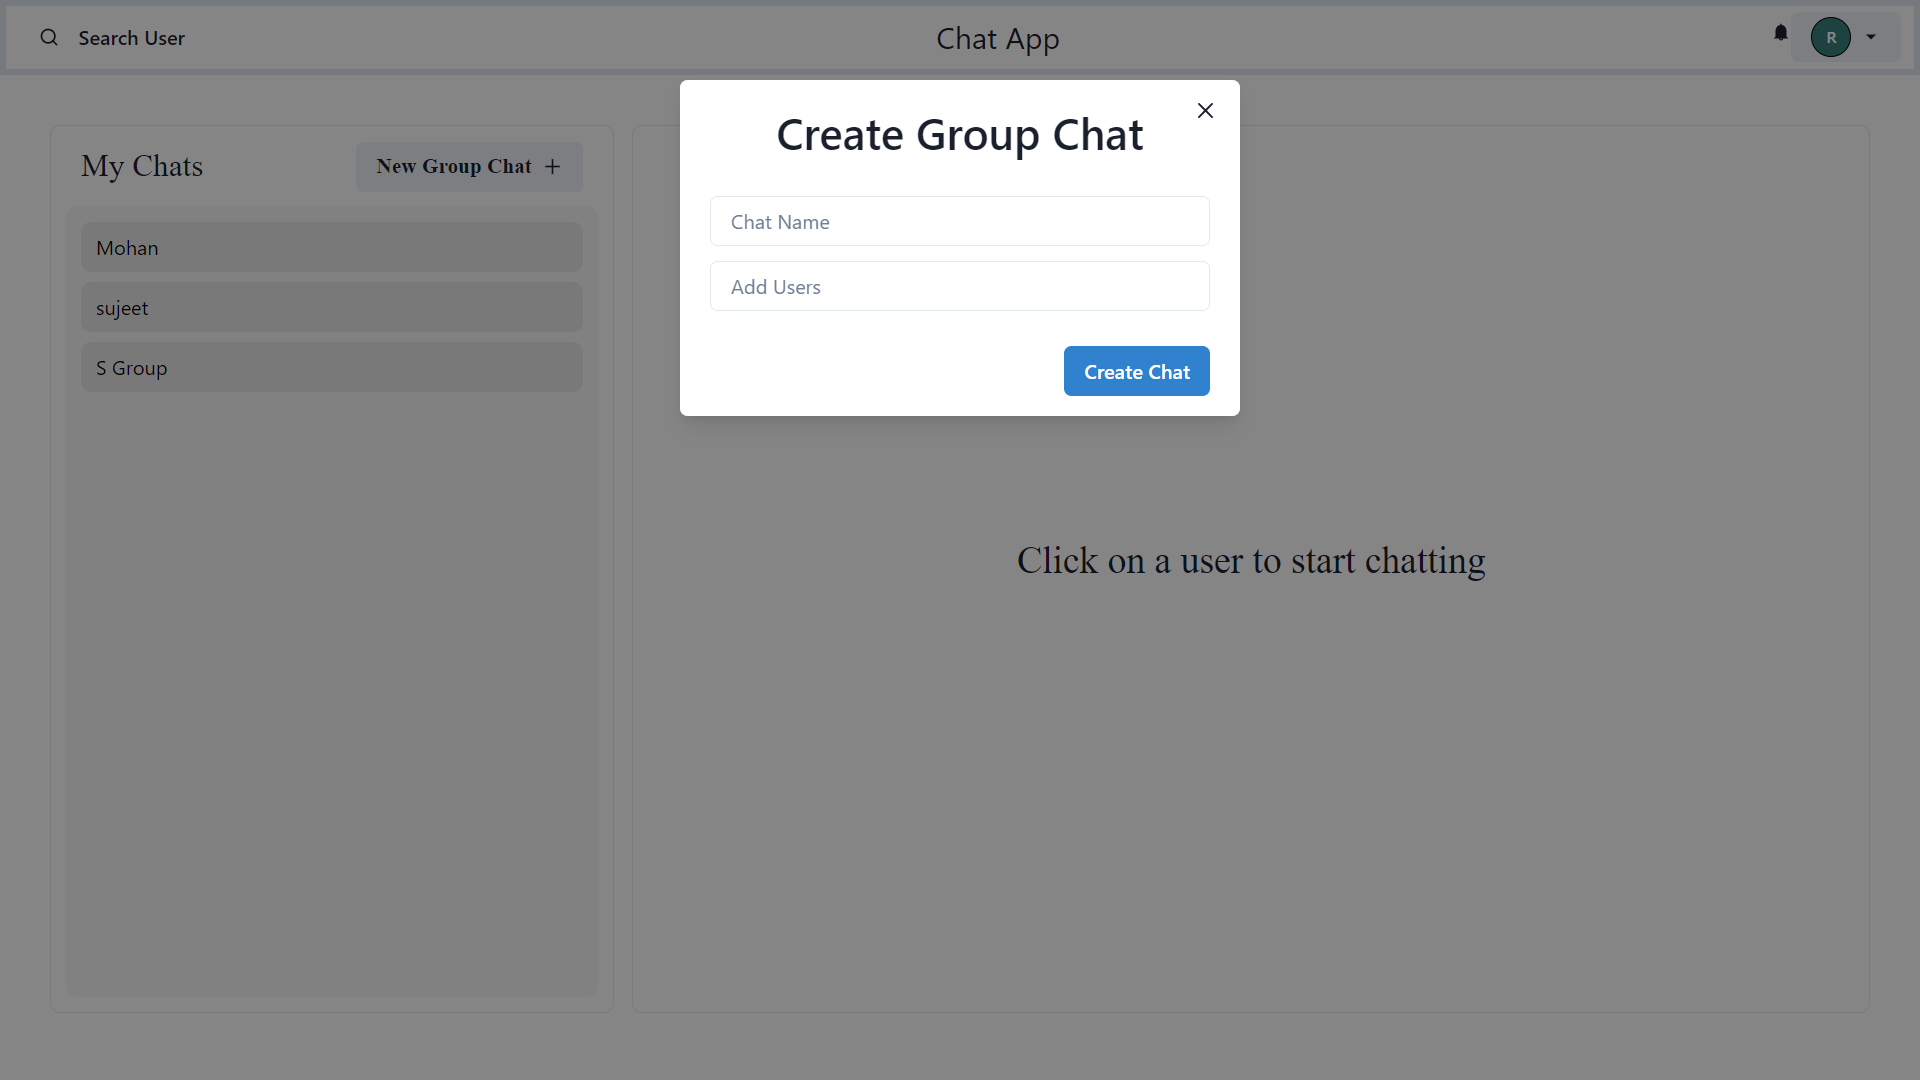 Search User
Chat App
R
Create Group Chat
My Chats
New Group Chat
Chat Name
Mohan
Add Users
sujeet
S Group
Create Chat
Click on a user to start chatting